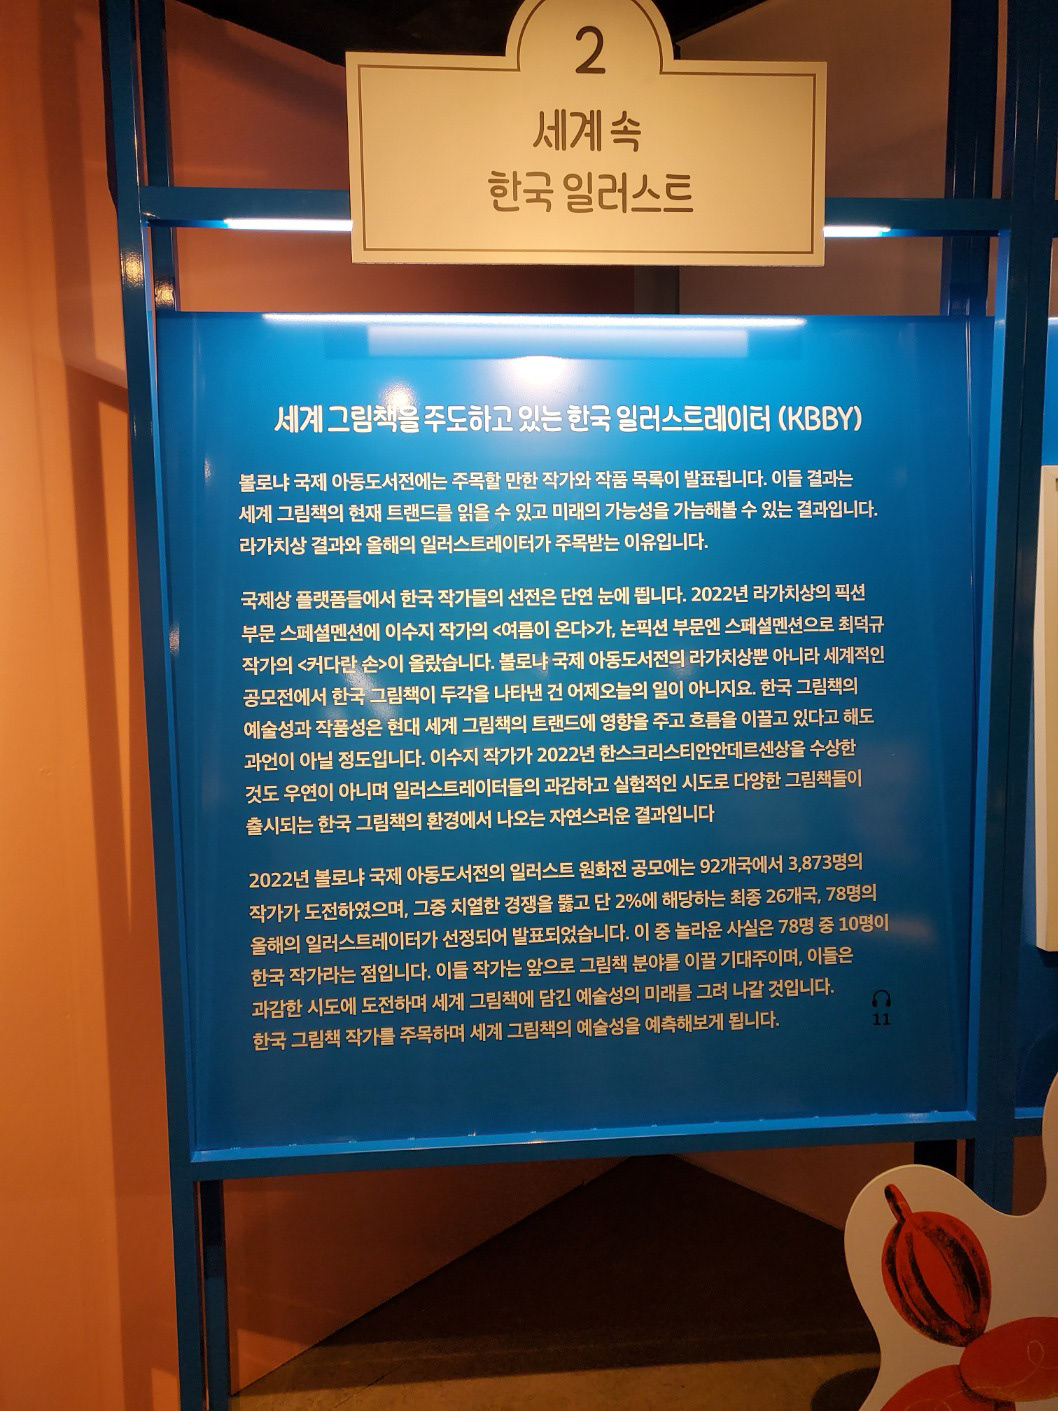 2
세계 속
한국 일러스트
세계 그림책을 주도하고 있는 한국 일러스트레이터 (KBBY)
볼로냐 국제 아동도서전에는 주목할 만한 작가와 작품 목록이 발표됩니다. 이들 결과는
세계 그림책의 현재 트랜드를 읽을 수 있고 미래의 가능성을 가늠해볼 수 있는 결과입니다.
라가치상 결과와 올해의 일러스트레이터가 주목받는 이유입니다.
국제상 플랫폼들에서 한국 작가들의 선전은 단연 눈에 띕니다. 2022년 라가치상의 픽션
부문 스페셜멘션에 이수지 작가의 <여름이 온다>가, 논픽션 부문엔 스페셜멘션으로 최덕규
작가의 <커다란 손>이 올랐습니다. 볼로냐 국제 아동도서전의 라가치상뿐 아니라 세계적인
공모전에서 한국 그림책이 두각을 나타낸 건 어제오늘의 일이 아니지요. 한국 그림책의
예술성과 작품성은 현대 세계 그림책의 트랜드에 영향을 주고 흐름을 이끌고 있다고 해도
과언이 아닐 정도입니다. 이수지 작가가 2022년 한스크리스티안안데르센상을 수상한
것도 우연이 아니며 일러스트레이터들의 과감하고 실험적인 시도로 다양한 그림책들이
출시되는 한국 그림책의 환경에서 나오는 자연스러운 결과입니다
2022년 볼로냐 국제 아동도서전의 일러스트 원화전 공모에는 92개국에서 3,873명의
작가가 도전하였으며, 그중 치열한 경쟁을 뚫고 단 2%에 해당하는 최종 26개국, 78명의
올해의 일러스트레이터가 선정되어 발표되었습니다. 이 중 놀라운 사실은 78명 중 10명이
한국 작가라는 점입니다. 이들 작가는 앞으로 그림책 분야를 이끌 기대주이며, 이들은
과감한 시도에 도전하며 세계 그림책에 담긴 예술성의 미래를 그려 나갈 것입니다.
한국 그림책 작가를 주목하며 세계 그림책의 예술성을 예측해보게 됩니다.
11